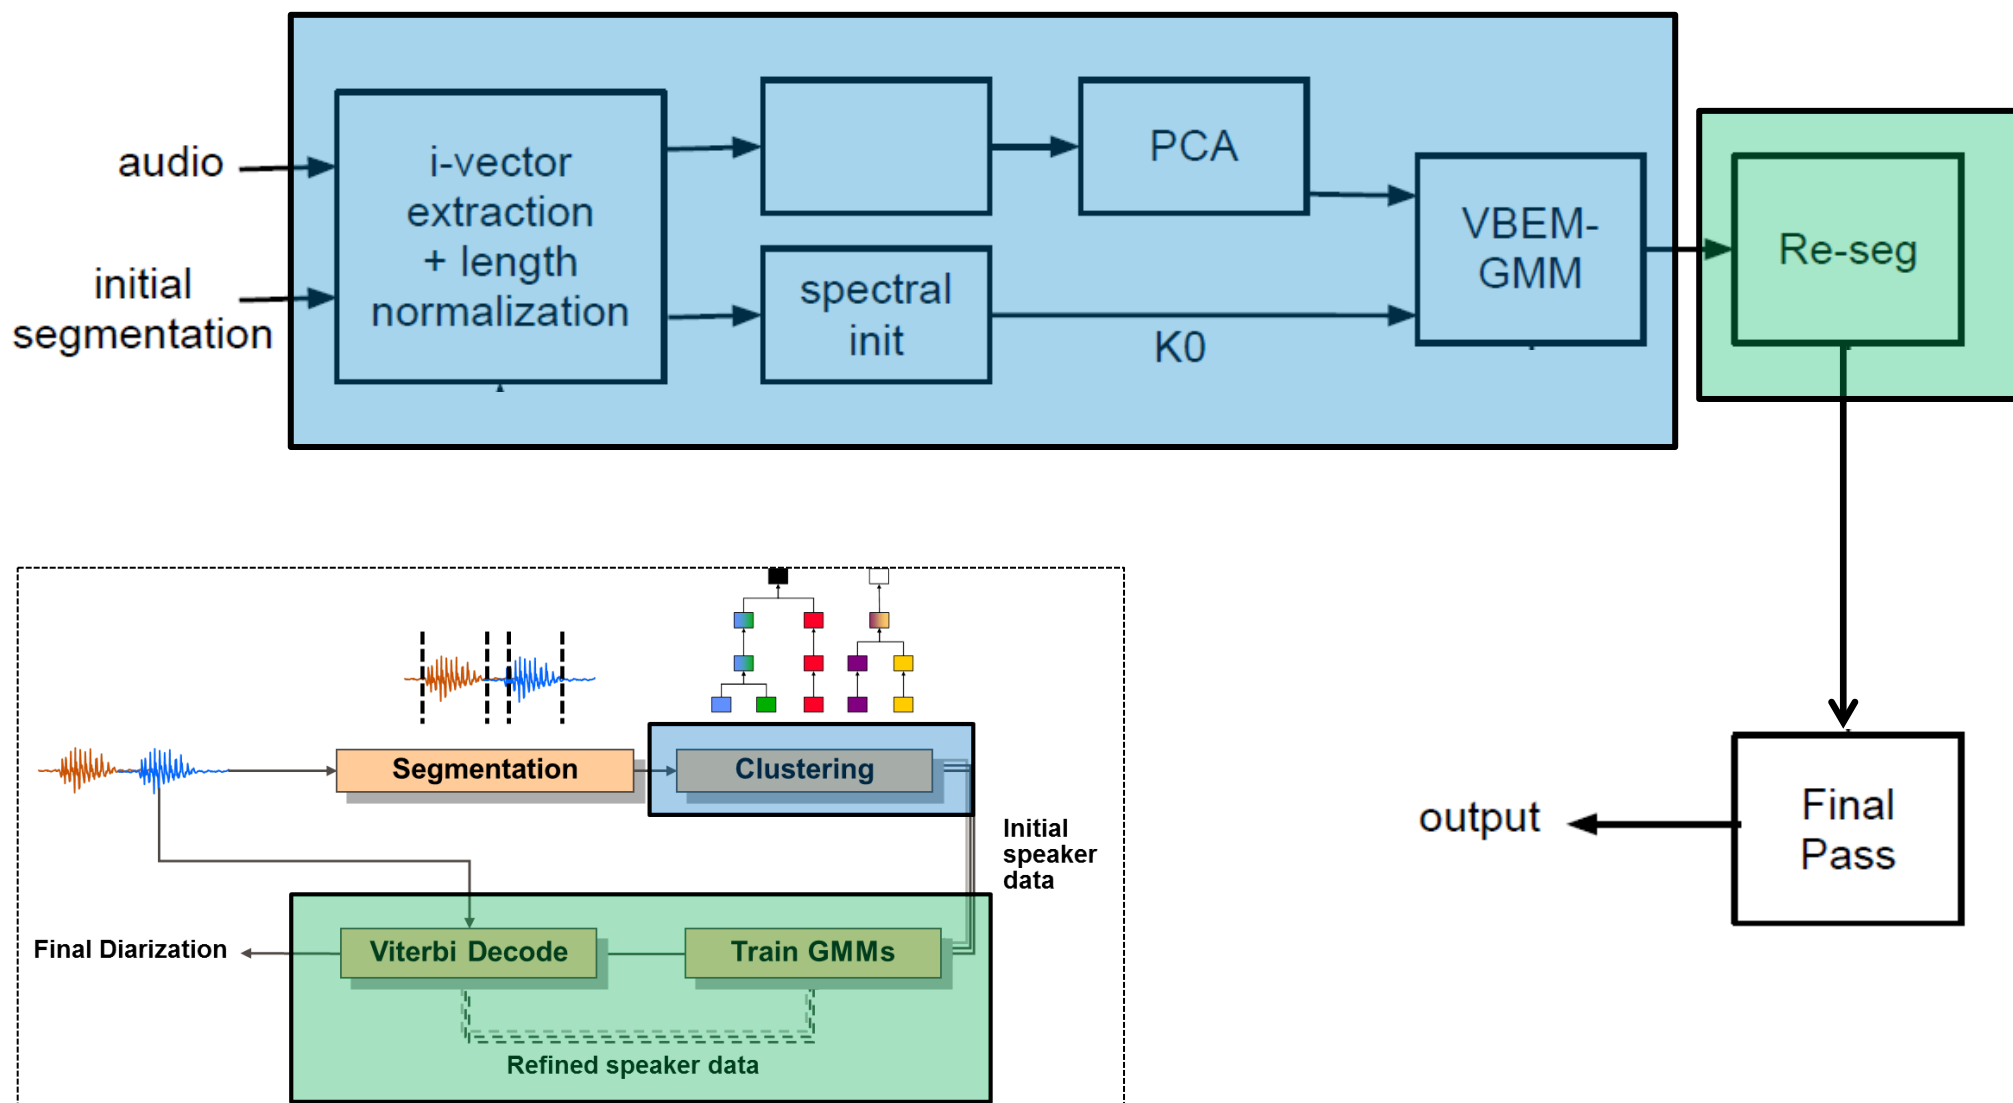 audio
initial
segmentation
i-vector
extraction
+ length
normalization
PCA
spectral
init
K0
VBEM-
GMM
Re-seg
Final
Pass
output
Segmentation
Clustering
Initial
speaker
data
Final Diarization
Viterbi Decode
Train GMMs
Refined speaker data